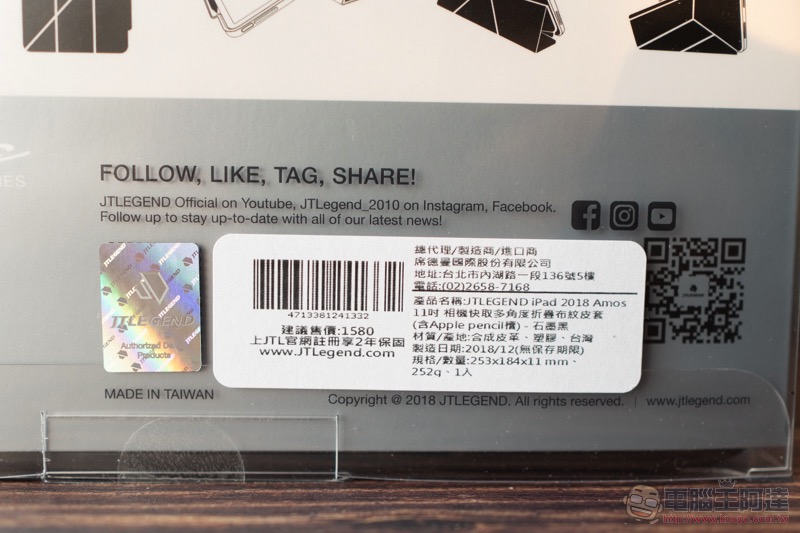 IES
FOLLOW, LIKE, TAG, SHARE!
JTLEGEND Official on Youtube, JTLegend_2010 on Instagram, Facebook.
Follow up to stay up-to-date with all of our latest news!
JTLEGEND
Authorized
Products
4713381241332
建議售價:1580
上JTL官網註冊享2年保固
www.JTLegend.com
總代理/製造商/進口商
席德曼國際股份有限公司
地址:台北市內湖路一段136號5樓
電話:(02)2658-7168
產品名稱:JTLEGEND iPad 2018 Amos
11吋 相機快取多角度折疊布紋皮套
(含Apple pencil槽) - 石墨黑
材質/產地:合成皮革、塑膠、台灣
製造日期:2018/12(無保存期限)
規格/數量:253x184x11 mm、
252g、1入
MADE IN TAIWAN
Copyright @ 2018 JTLEGEND. All rights reserved. | www.jtlegend.com
電腦王阿達